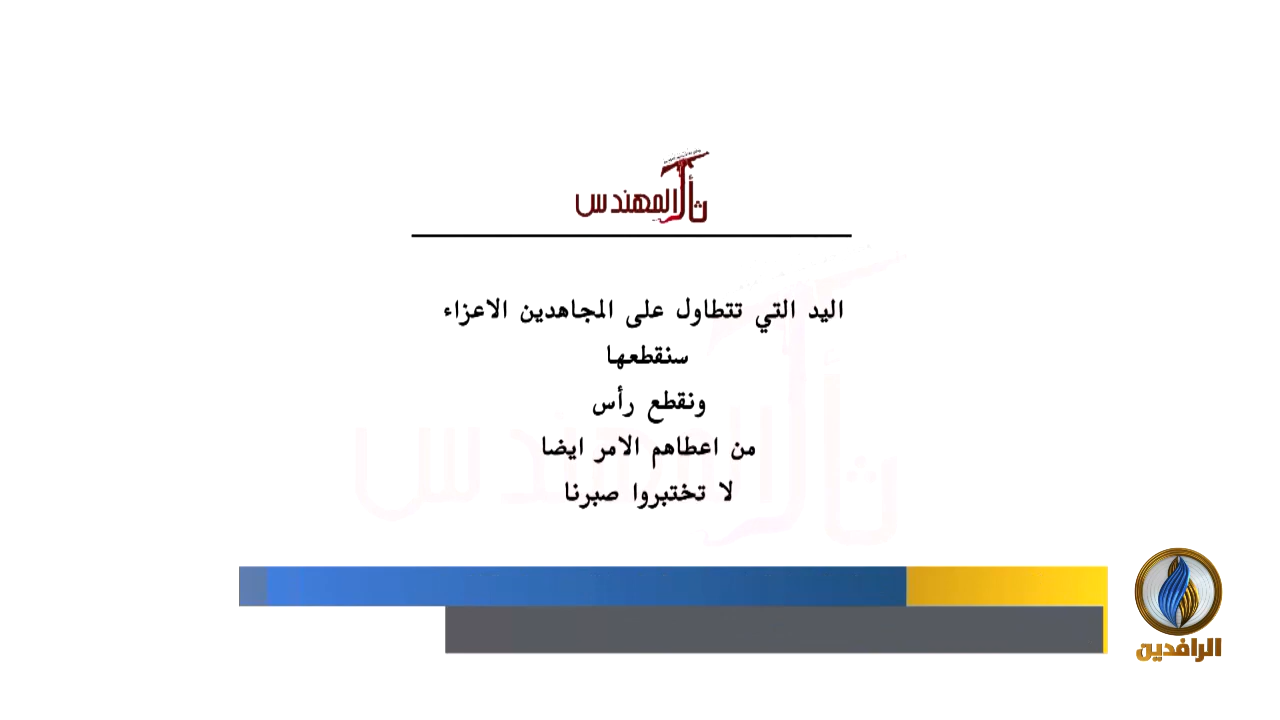 ثأر المهندس
اليد التي تتطاول على المجاهدين الاعزاء
سنقطعها
ونقطع رأس
من اعطاهم الامر ايضا
لا تختبروا صبرنا
الرافدين